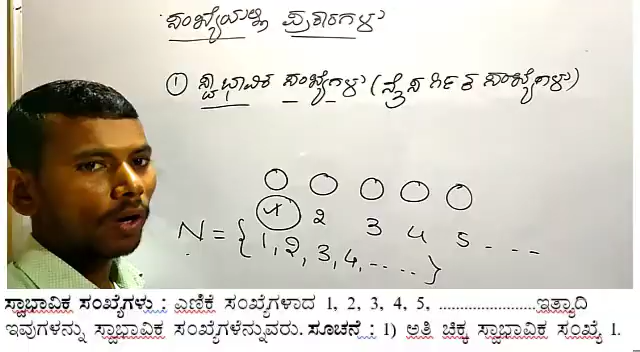 ಸಂಖ್ಯೆಯಲ್ಲಿ ಪ್ರಕಾರಗಳು
① ಸ್ವಾಭಾವಿಕ ಸಂಖ್ಯೆಗಳು (ನೈಸರ್ಗಿಕ ಸಂಖ್ಯೆಗಳು)
1 2 3 4 5 - - -
N = { 1, 2, 3, 4, ..... }
ಸ್ವಾಭಾವಿಕ ಸಂಖ್ಯೆಗಳು : ಎಣಿಕೆ ಸಂಖ್ಯೆಗಳಾದ 1, 2, 3, 4, 5, ......................ಇತ್ಯಾದಿ
ಇವುಗಳನ್ನು ಸ್ವಾಭಾವಿಕ ಸಂಖ್ಯೆಗಳೆನ್ನುವರು. ಸೂಚನೆ : 1) ಅತಿ ಚಿಕ್ಕ ಸ್ವಾಭಾವಿಕ ಸಂಖ್ಯೆ 1.